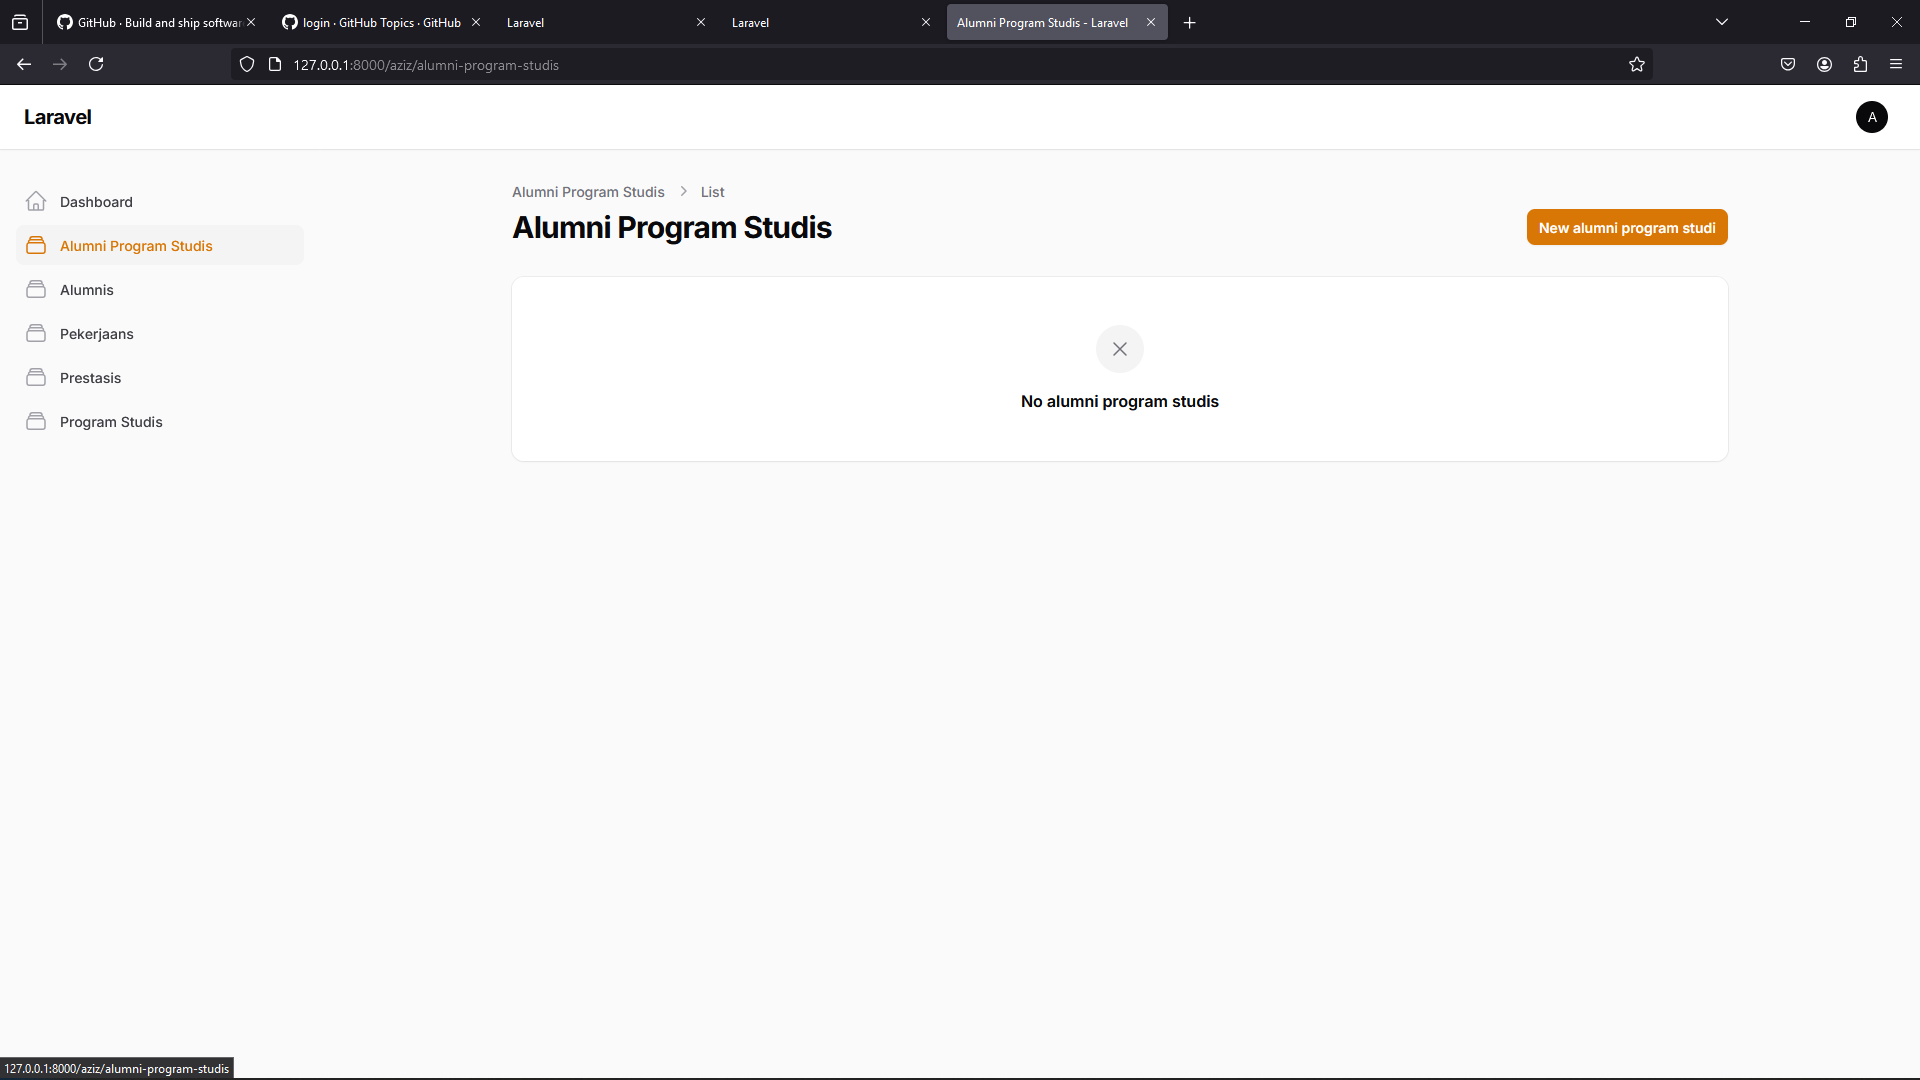 GitHub · Build and ship softwar
login · GitHub Topics · GitHub
Laravel
Laravel
Alumni Program Studis - Laravel
127.0.0.1:8000/aziz/alumni-program-studis
Laravel
A
Dashboard
Alumni Program Studis
Alumnis
Pekerjaans
Prestasis
Program Studis
Alumni Program Studis > List
Alumni Program Studis
New alumni program studi
No alumni program studis
127.0.0.1:8000/aziz/alumni-program-studis